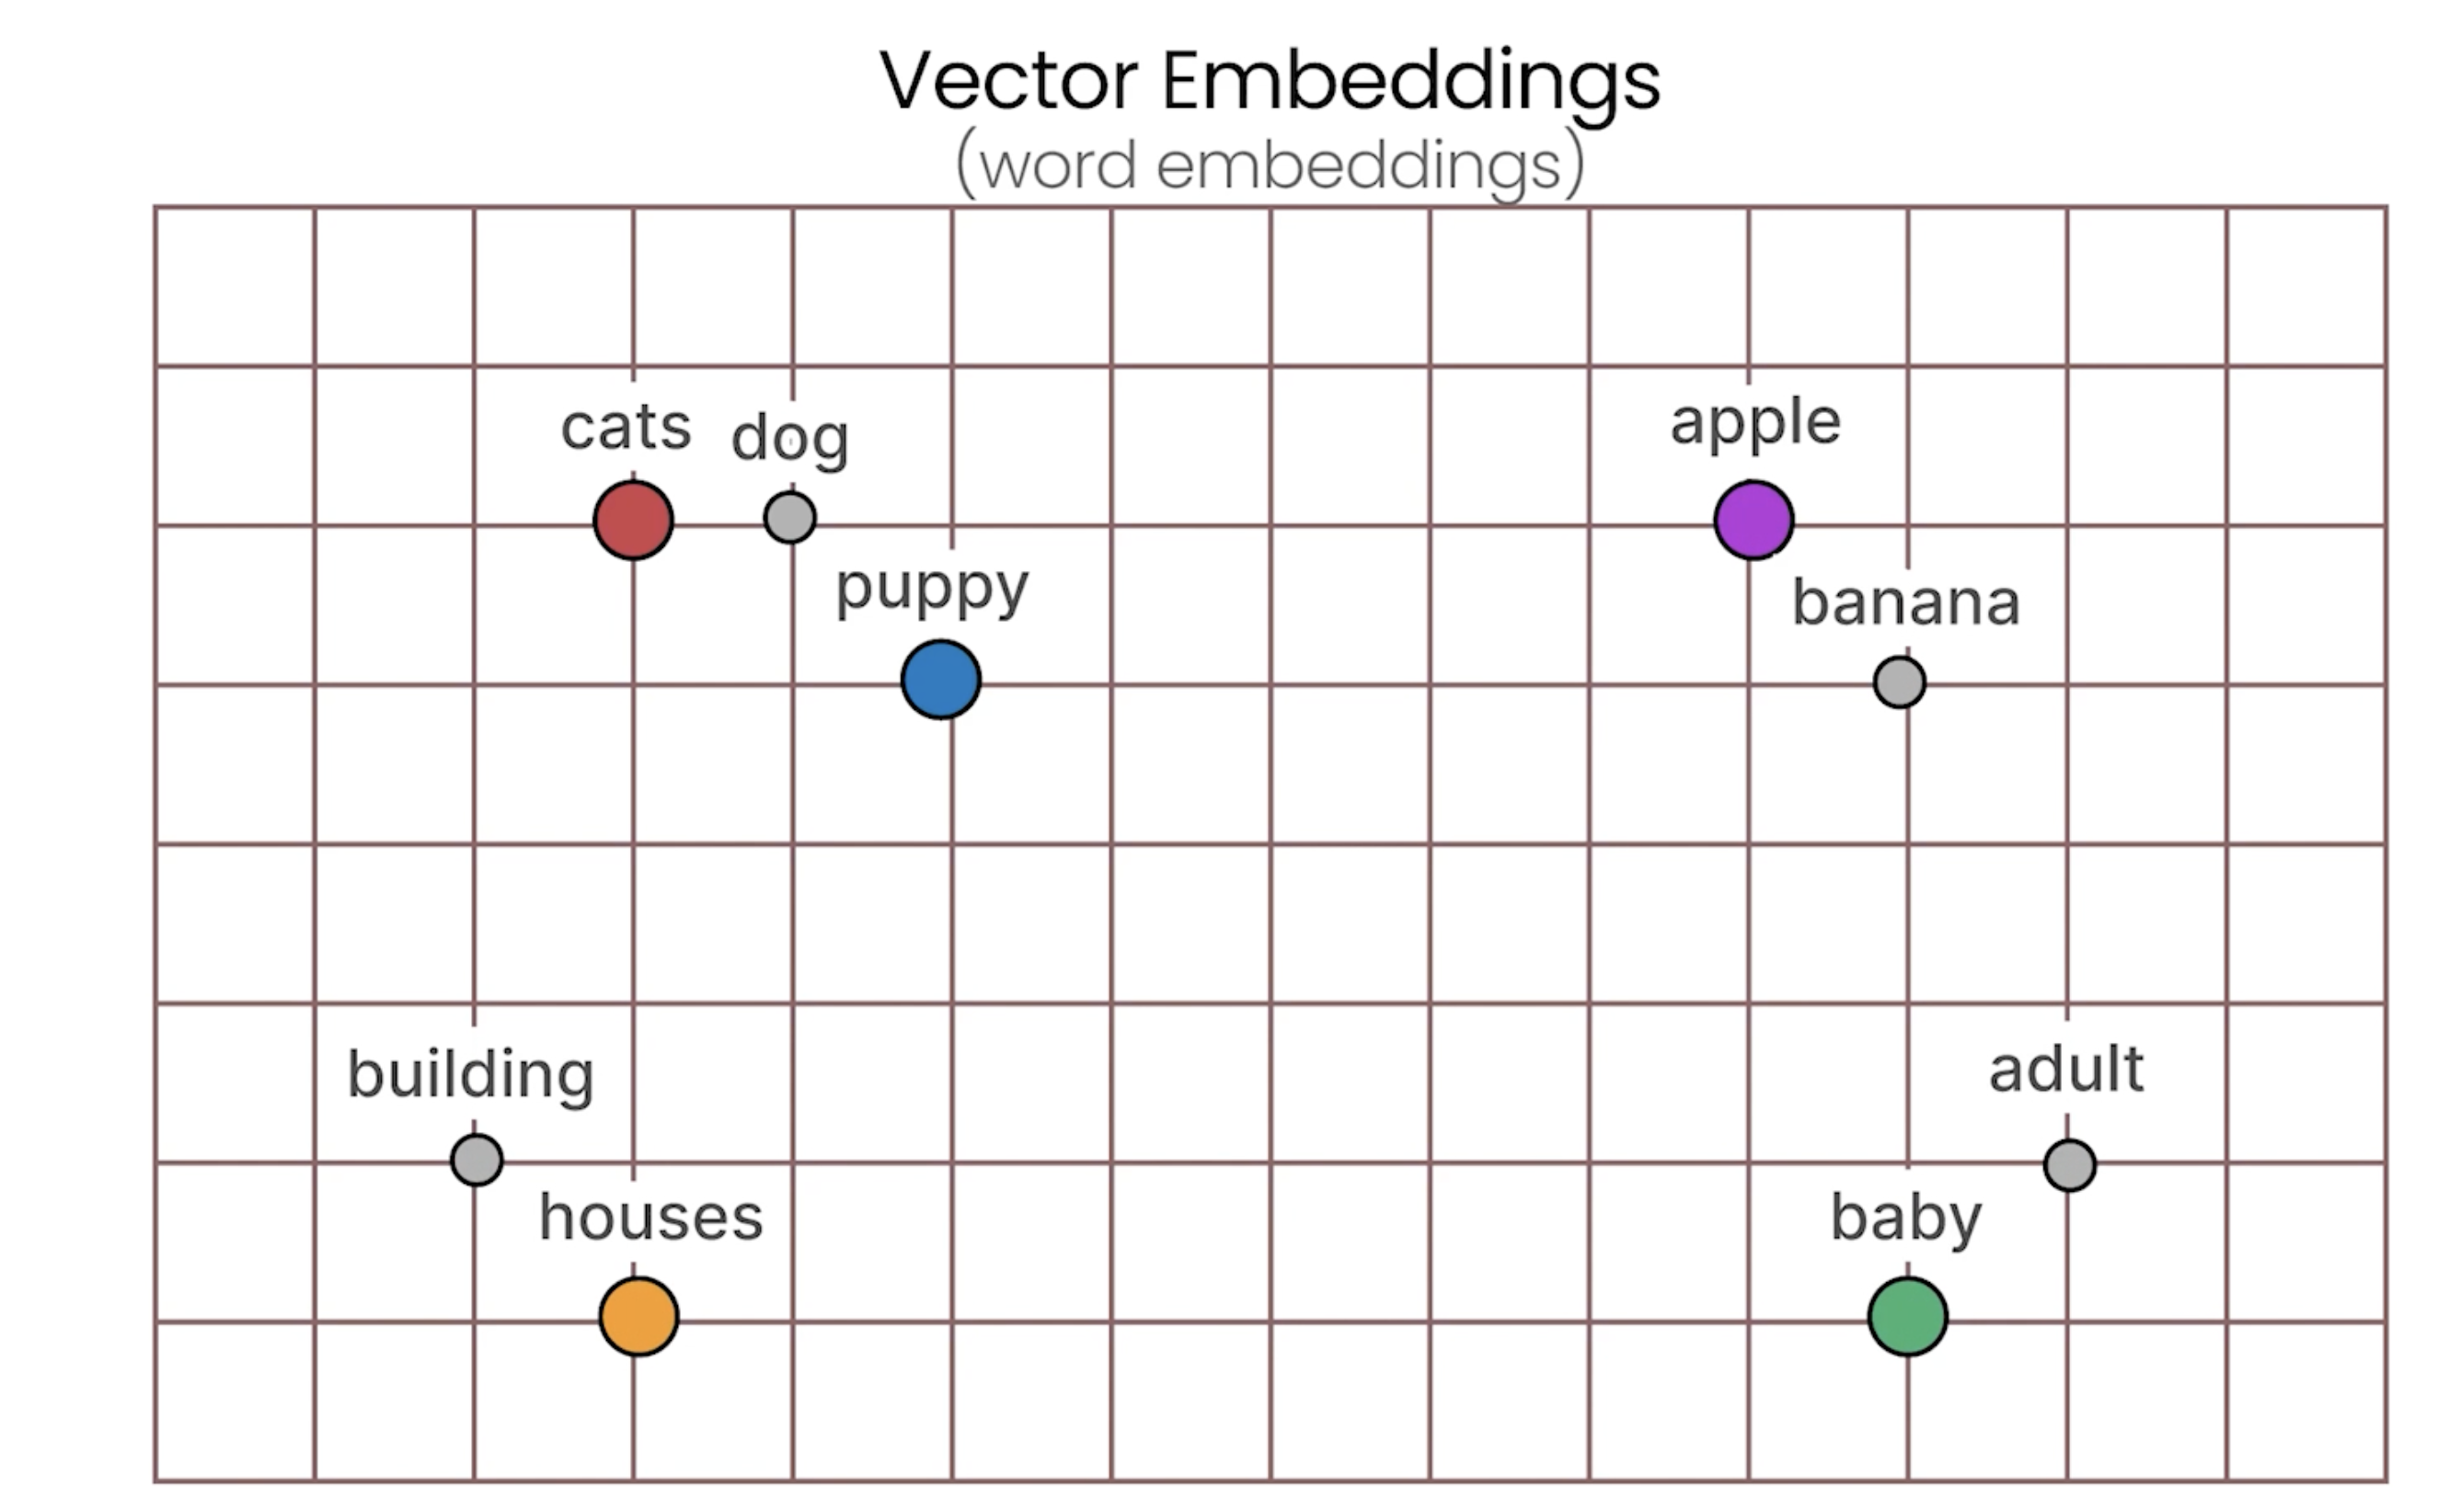 Vector Embeddings
(word embeddings)
cats
dog
apple
puppy
banana
building
adult
houses
baby